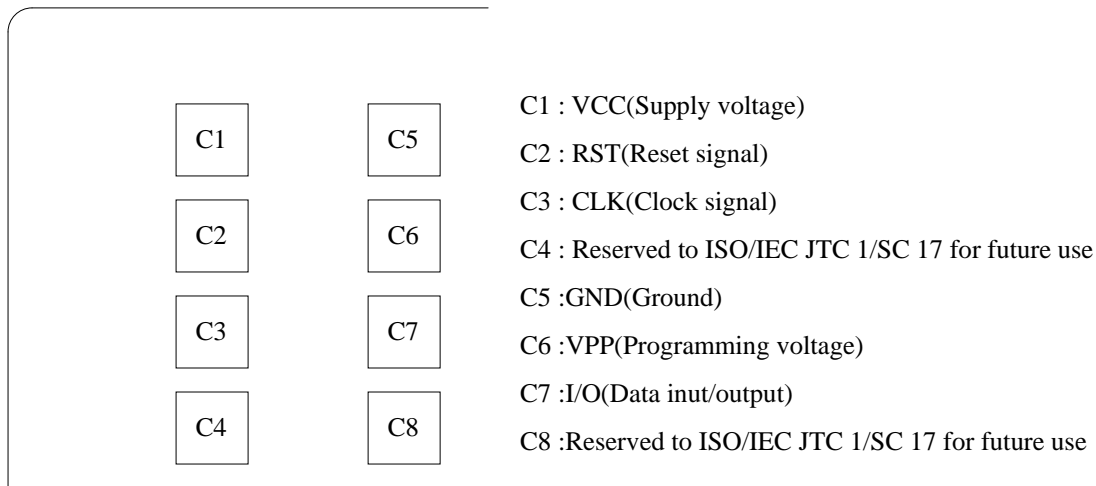 C1
C5
C2
C6
C3
C7
C4
C8
C1 : VCC(Supply voltage)
C2 : RST(Reset signal)
C3 : CLK(Clock signal)
C4 : Reserved to ISO/IEC JTC 1/SC 17 for future use
C5 :GND(Ground)
C6 :VPP(Programming voltage)
C7 :I/O(Data inut/output)
C8 :Reserved to ISO/IEC JTC 1/SC 17 for future use